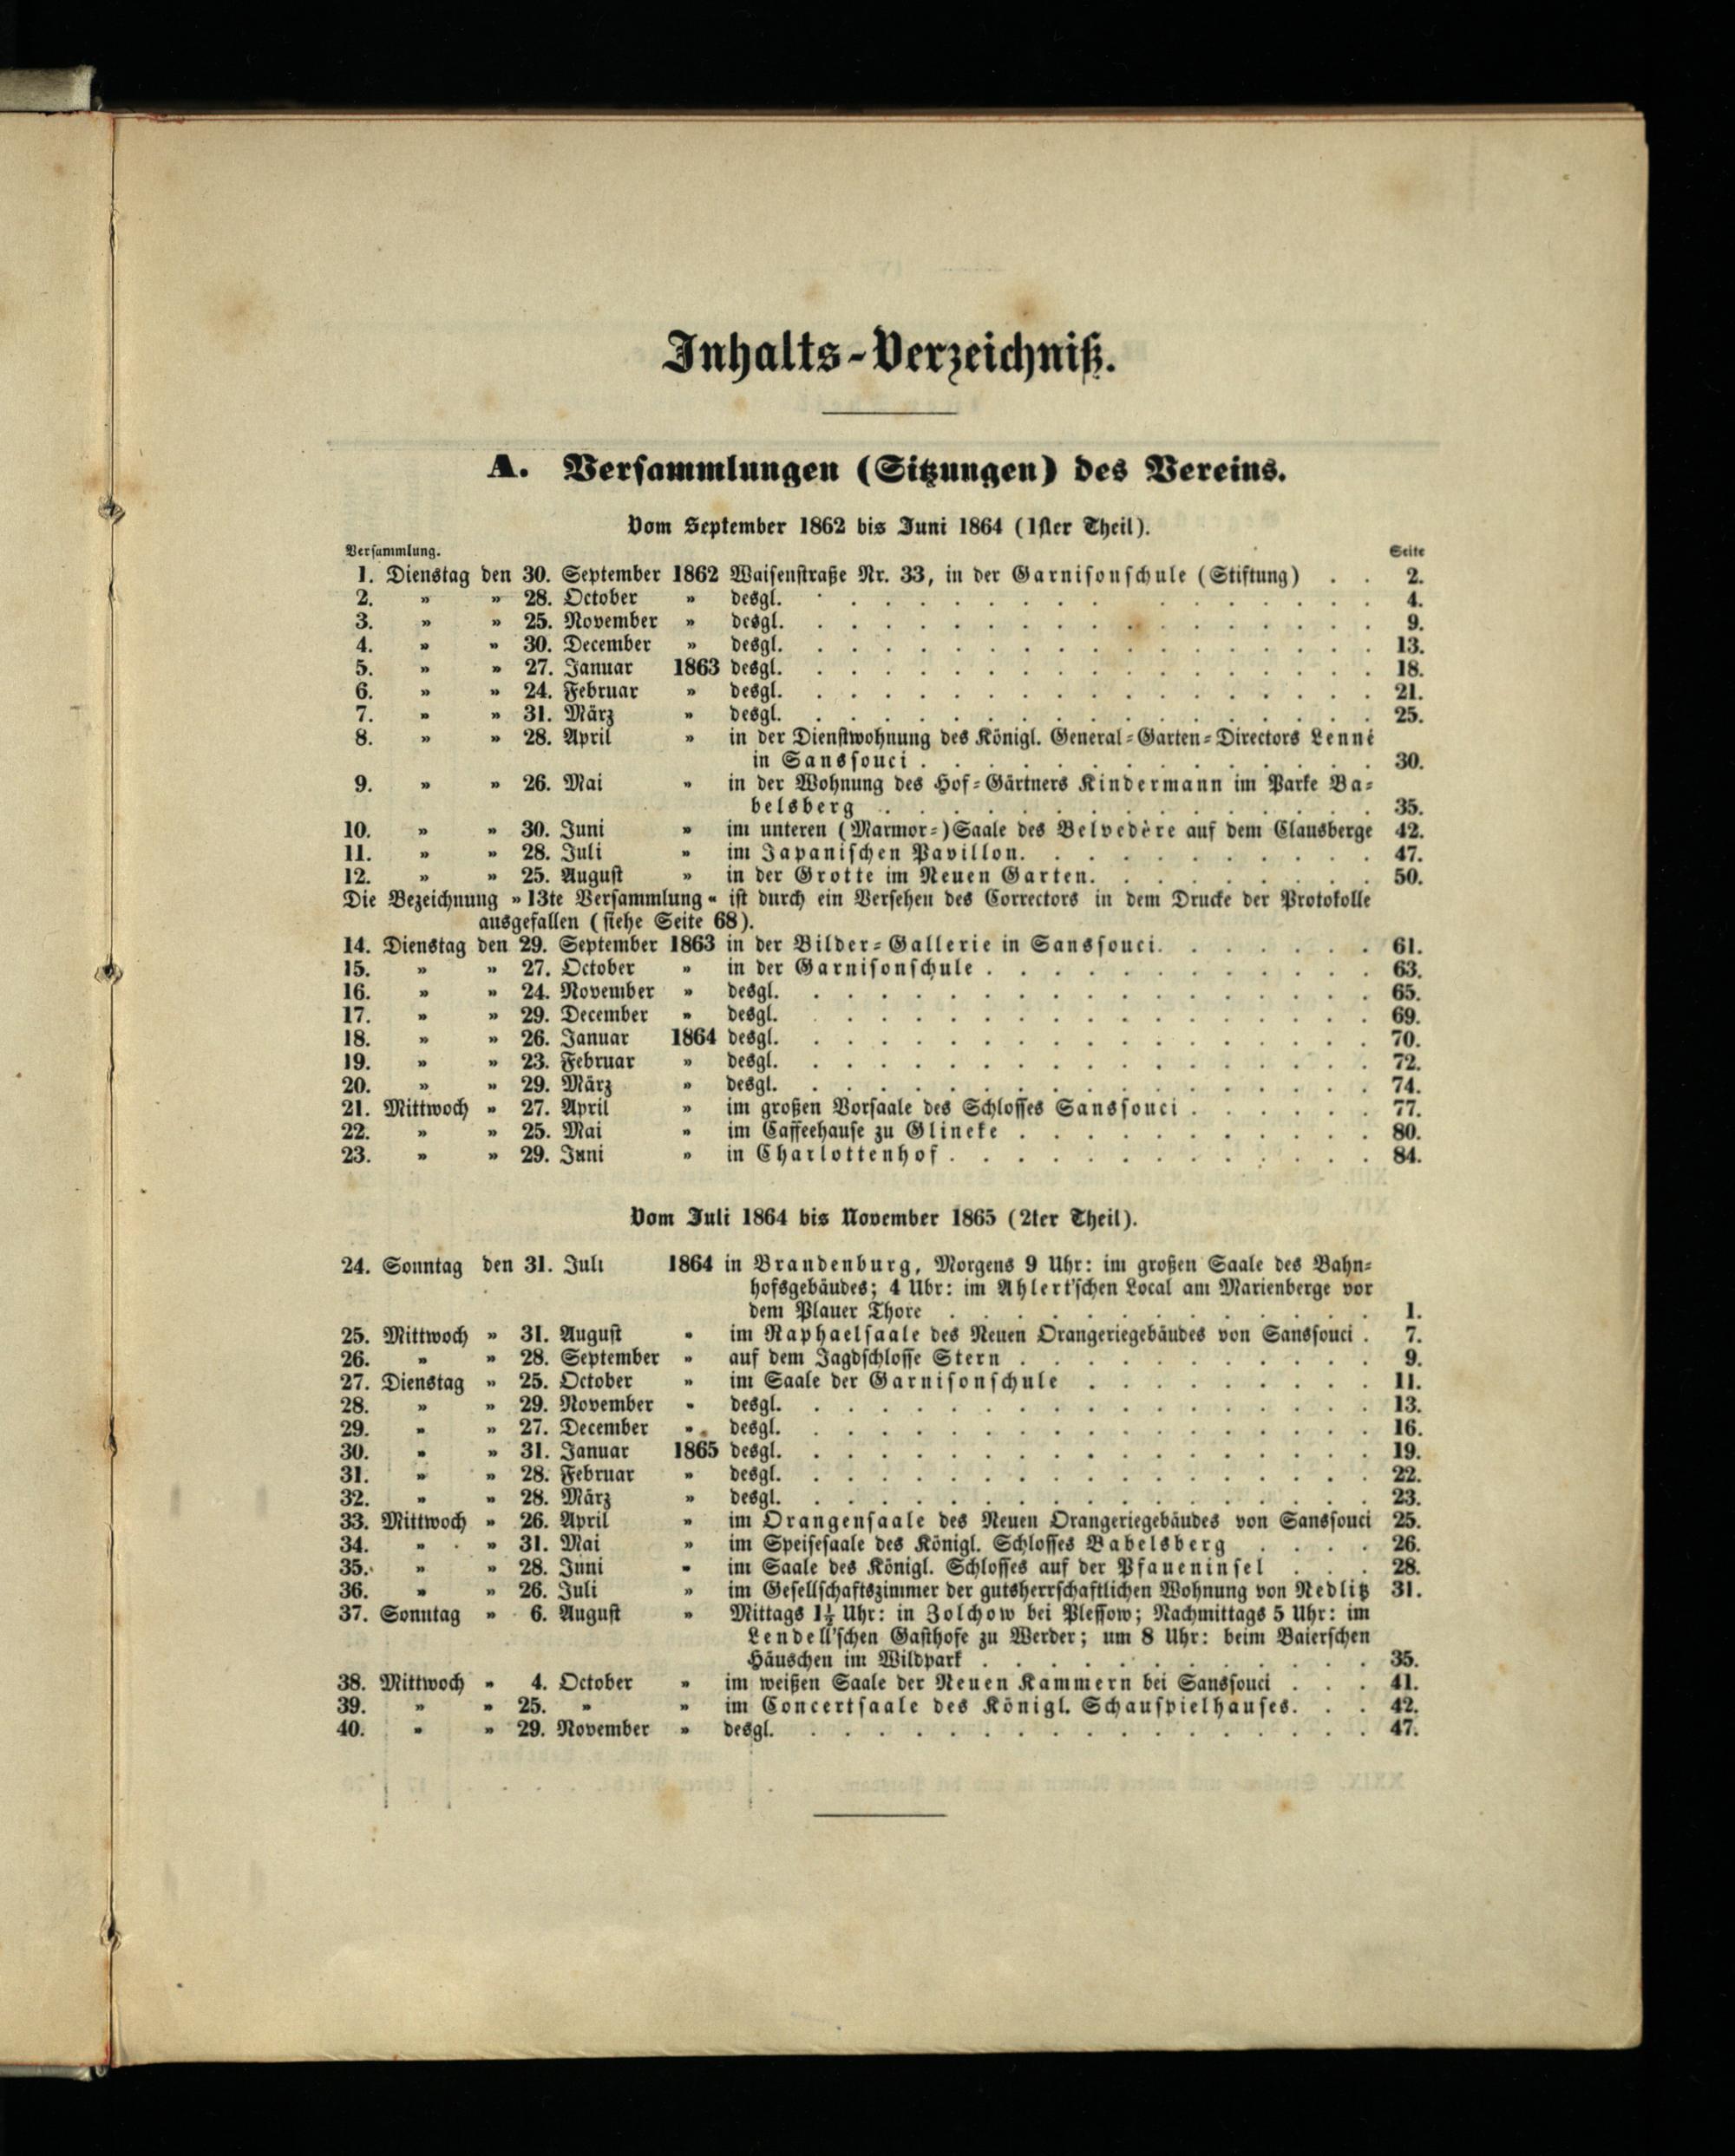 Inhalts-Verzeichniß.
A. Versammlungen (Sitzungen) des Vereins.
Vom September 1862 bis Juni 1864 (1ster Theil).
Versammlung. Seite
1. Dienstag den 30. September 1862 Waisenstraße Nr. 33, in der Garnisonschule (Stiftung) . . 2.
2. » » 28. October » desgl. . . . . . . . . . . . . . . . . 4.
3. » » 25. November » desgl. . . . . . . . . . . . . . . . . . 9.
4. » » 30. December » desgl. . . . . . . . . . . . . . . . . . 13.
5. » » 27. Januar 1863 desgl. . . . . . . . . . . . . . . . . . 18.
6. » » 24. Februar » desgl. . . . . . . . . . . . . . . . . . 21.
7. » » 31. März » desgl. . . . . . . . . . . . . . . . . . 25.
8. » » 28. April » in der Dienstwohnung des Königl. General-Garten-Directors Lenné
in Sanssouci . . . . . . . . . . . . . . 30.
9. » » 26. Mai » in der Wohnung des Hof-Gärtners Kindermann im Parke Ba-
belsberg . . . . . . . . . . . . . . . 35.
10. » » 30. Juni » im unteren (Marmor-)Saale des Belvedère auf dem Clausberge 42.
11. » » 28. Juli » im Japanischen Pavillon. . . . . . . . . . . 47.
12. » » 25. August » in der Grotte im Neuen Garten. . . . . . . . . 50.
Die Bezeichnung »13te Versammlung« ist durch ein Versehen des Correctors in dem Drucke der Protokolle
ausgefallen (siehe Seite 68).
14. Dienstag den 29. September 1863 in der Bilder-Gallerie in Sanssouci. . . . . . . 61.
15. » » 27. October » in der Garnisonschule . . . . . . . . . . . . 63.
16. » » 24. November » desgl. . . . . . . . . . . . . . . . . . 65.
17. » » 29. December » desgl. . . . . . . . . . . . . . . . . 69.
18. » » 26. Januar 1864 desgl. . . . . . . . . . . . . . . . . . 70.
19. » » 23. Februar » desgl. . . . . . . . . . . . . . . . . . 72.
20. » » 29. März » desgl. . . . . . . . . . . . . . . . . . 74.
21. Mittwoch » 27. April » im großen Vorsaale des Schlosses Sanssouci . . . . . . 77.
22. » » 25. Mai » im Caffeehause zu Glineke . . . . . . . . . . . 80.
23. » » 29. Juni » in Charlottenhof . . . . . . . . . . . . . 84.
Vom Juli 1864 bis November 1865 (2ter Theil).
24. Sonntag den 31. Juli 1864 in Brandenburg, Morgens 9 Uhr: im großen Saale des Bahn-
hofsgebäudes; 4 Uhr: im Ahlert'schen Local am Marienberge vor
dem Plauer Thore . . . . . . . . . . . . . 1.
25. Mittwoch » 31. August » im Raphaelsaale des Neuen Orangeriegebäudes von Sanssouci . 7.
26. » » 28. September » auf dem Jagdschlosse Stern . . . . . . . . . . . 9.
27. Dienstag » 25. October » im Saale der Garnisonschule . . . . . . . . . 11.
28. » » 29. November » desgl. . . . . . . . . . . . . . . . . . 13.
29. » » 27. December » desgl. . . . . . . . . . . . . . . . . . 16.
30. » » 31. Januar 1865 desgl. . . . . . . . . . . . . . . . . . 19.
31. » » 28. Februar » desgl. . . . . . . . . . . . . . . . . . 22.
32. » » 28. März » desgl. . . . . . . . . . . . . . . . . . 23.
33. Mittwoch » 26. April » im Orangensaale des Neuen Orangeriegebäudes von Sanssouci 25.
34. » » 31. Mai » im Speisesaale des Königl. Schlosses Babelsberg . . . . 26.
35. » » 28. Juni » im Saale des Königl. Schlosses auf der Pfaueninsel . . . 28.
36. » » 26. Juli » im Gesellschaftszimmer der gutsherrschaftlichen Wohnung von Nedlitz 31.
37. Sonntag » 6. August » Mittags 1½ Uhr: in Zolchow bei Plessow; Nachmittags 5 Uhr: im
Lendell'schen Gasthofe zu Werder; um 8 Uhr: beim Baierschen
Häuschen im Wildpark . . . . . . . . . . . . 35.
38. Mittwoch » 4. October » im weißen Saale der Neuen Kammern bei Sanssouci . . . 41.
39. » » 25. » » im Concertsaale des Königl. Schauspielhauses. . . 42.
40. » » 29. November » desgl. . . . . . . . . . . . . . . . . . 47.